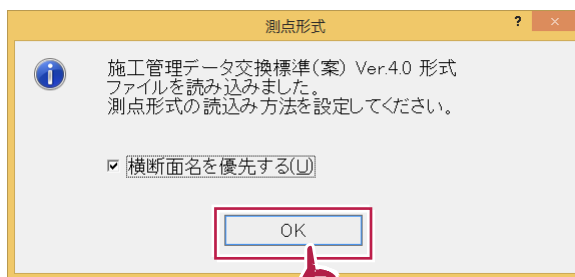 測点形式
?
×
施工管理データ交換標準(案) Ver.4.0 形式
ファイルを読み込みました。
測点形式の読込み方法を設定してください。
横断面名を優先する(U)
OK